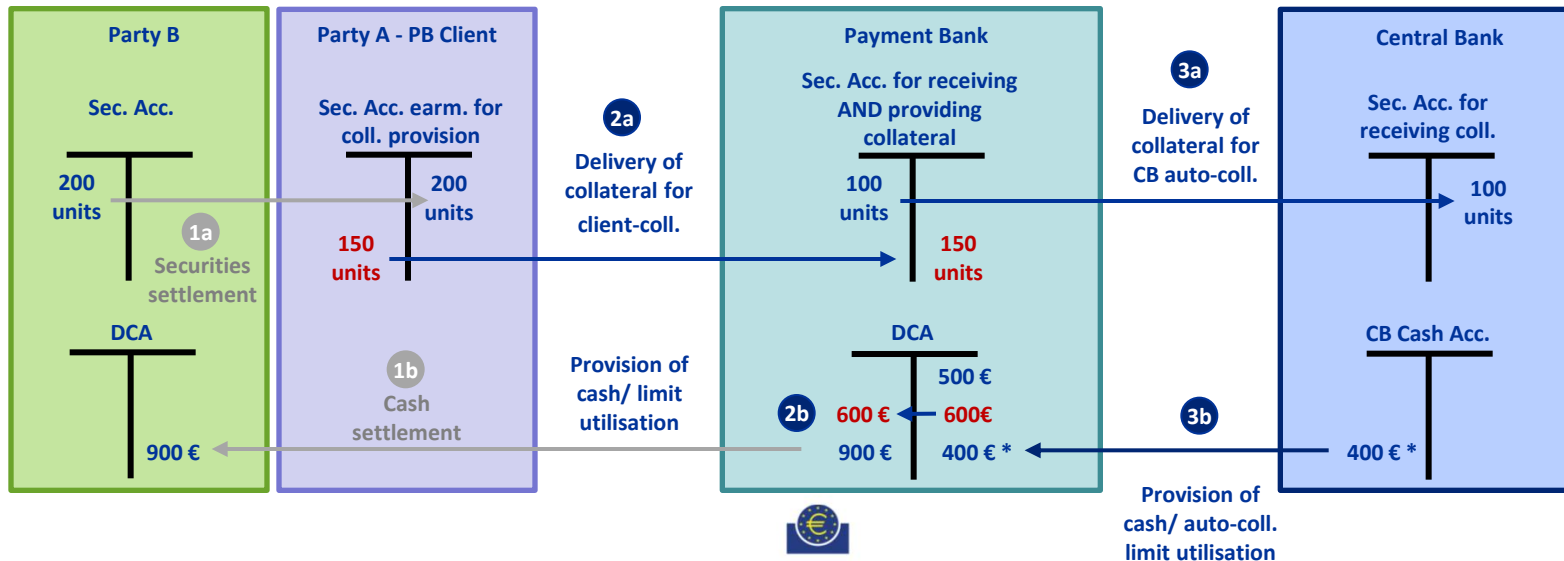 Party B
Sec. Acc.
200
units
1a
Securities
settlement
DCA
900 €
Party A - PB Client
Sec. Acc. earm. for
coll. provision
200
units
150
units
1b
Cash
settlement
2a
Delivery of
collateral for
client-coll.
Provision of
cash/ limit
utilisation
Payment Bank
Sec. Acc. for receiving
AND providing
collateral
100
units
150
units
DCA
500 €
2b
600 €
600€
900 €
400 € *
3a
Delivery of
collateral for
CB auto-coll.
3b
Provision of
cash/ auto-coll.
limit utilisation
Central Bank
Sec. Acc. for
receiving coll.
100
units
CB Cash Acc.
400 € *
€